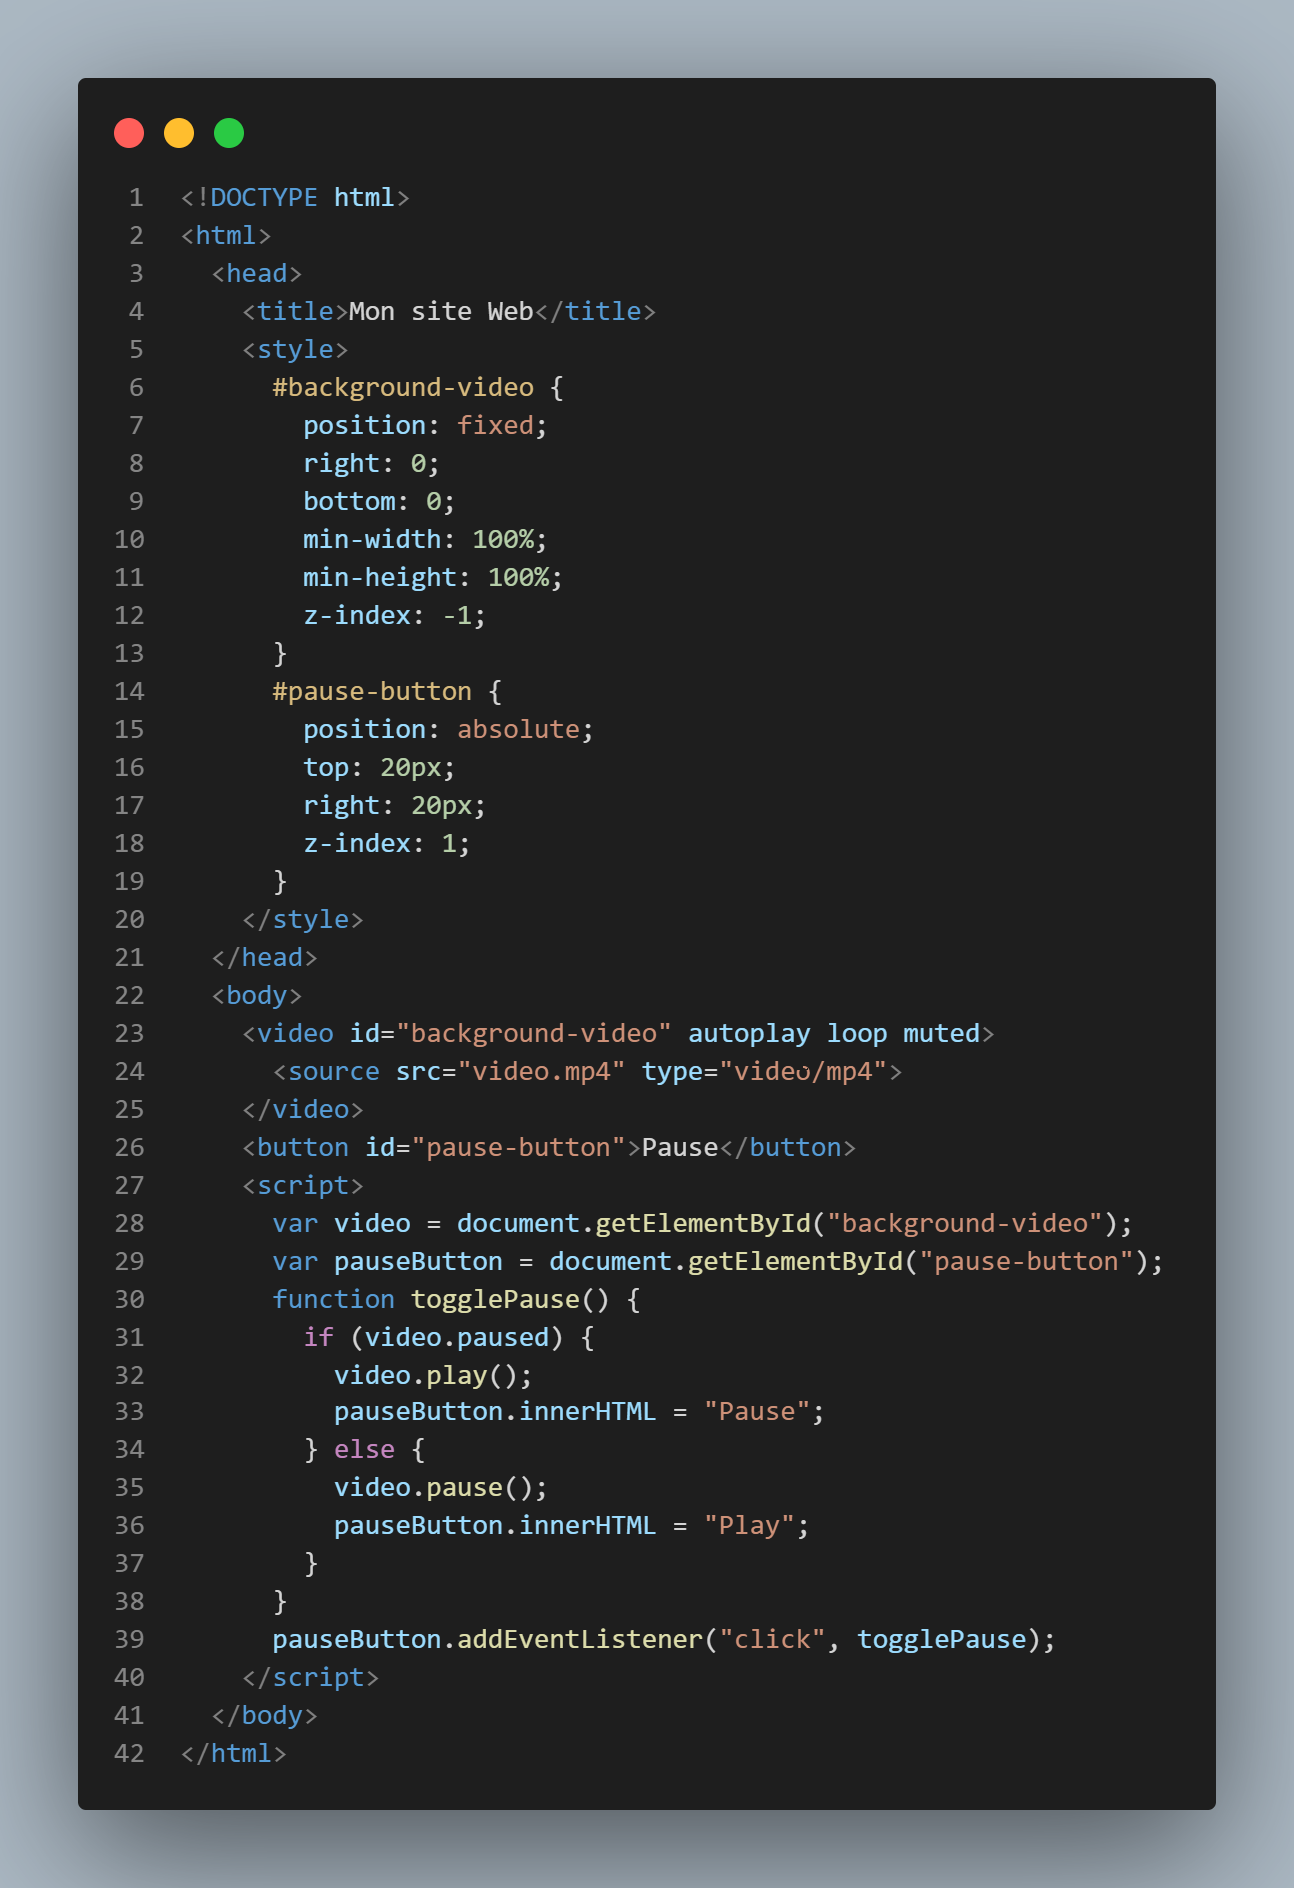 1 <!DOCTYPE html>
2 <html>
3   <head>
4     <title>Mon site Web</title>
5     <style>
6       #background-video {
7         position: fixed;
8         right: 0;
9         bottom: 0;
10         min-width: 100%;
11         min-height: 100%;
12         z-index: -1;
13       }
14       #pause-button {
15         position: absolute;
16         top: 20px;
17         right: 20px;
18         z-index: 1;
19       }
20     </style>
21   </head>
22   <body>
23     <video id="background-video" autoplay loop muted>
24       <source src="video.mp4" type="video/mp4">
25     </video>
26     <button id="pause-button">Pause</button>
27     <script>
28       var video = document.getElementById("background-video");
29       var pauseButton = document.getElementById("pause-button");
30       function togglePause() {
31         if (video.paused) {
32           video.play();
33           pauseButton.innerHTML = "Pause";
34         } else {
35           video.pause();
36           pauseButton.innerHTML = "Play";
37         }
38       }
39       pauseButton.addEventListener("click", togglePause);
40     </script>
41   </body>
42 </html>